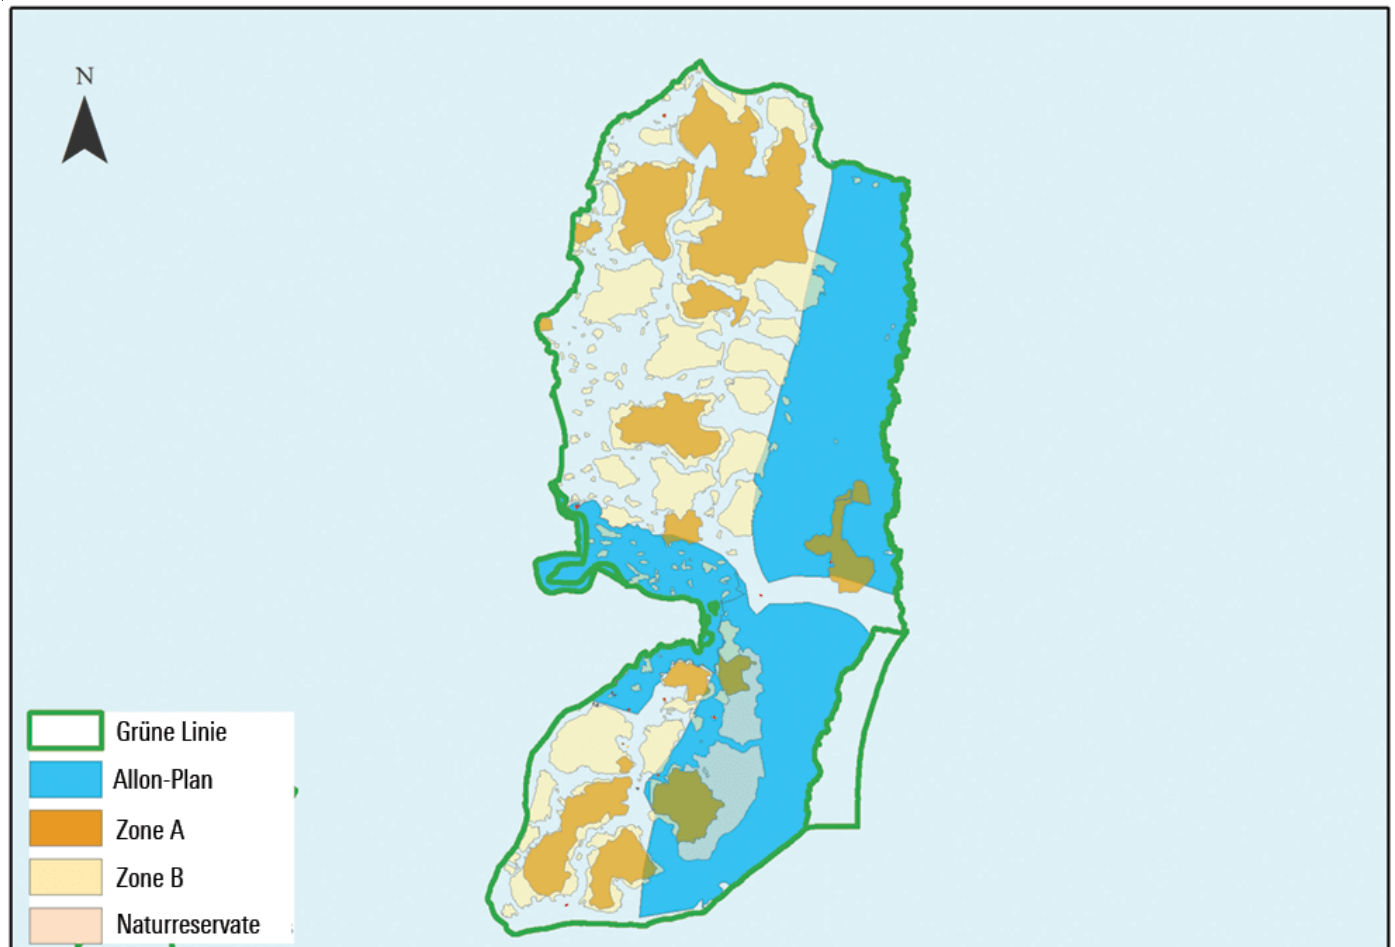 N
Grüne Linie
Allon-Plan
Zone A
Zone B
Naturreservate